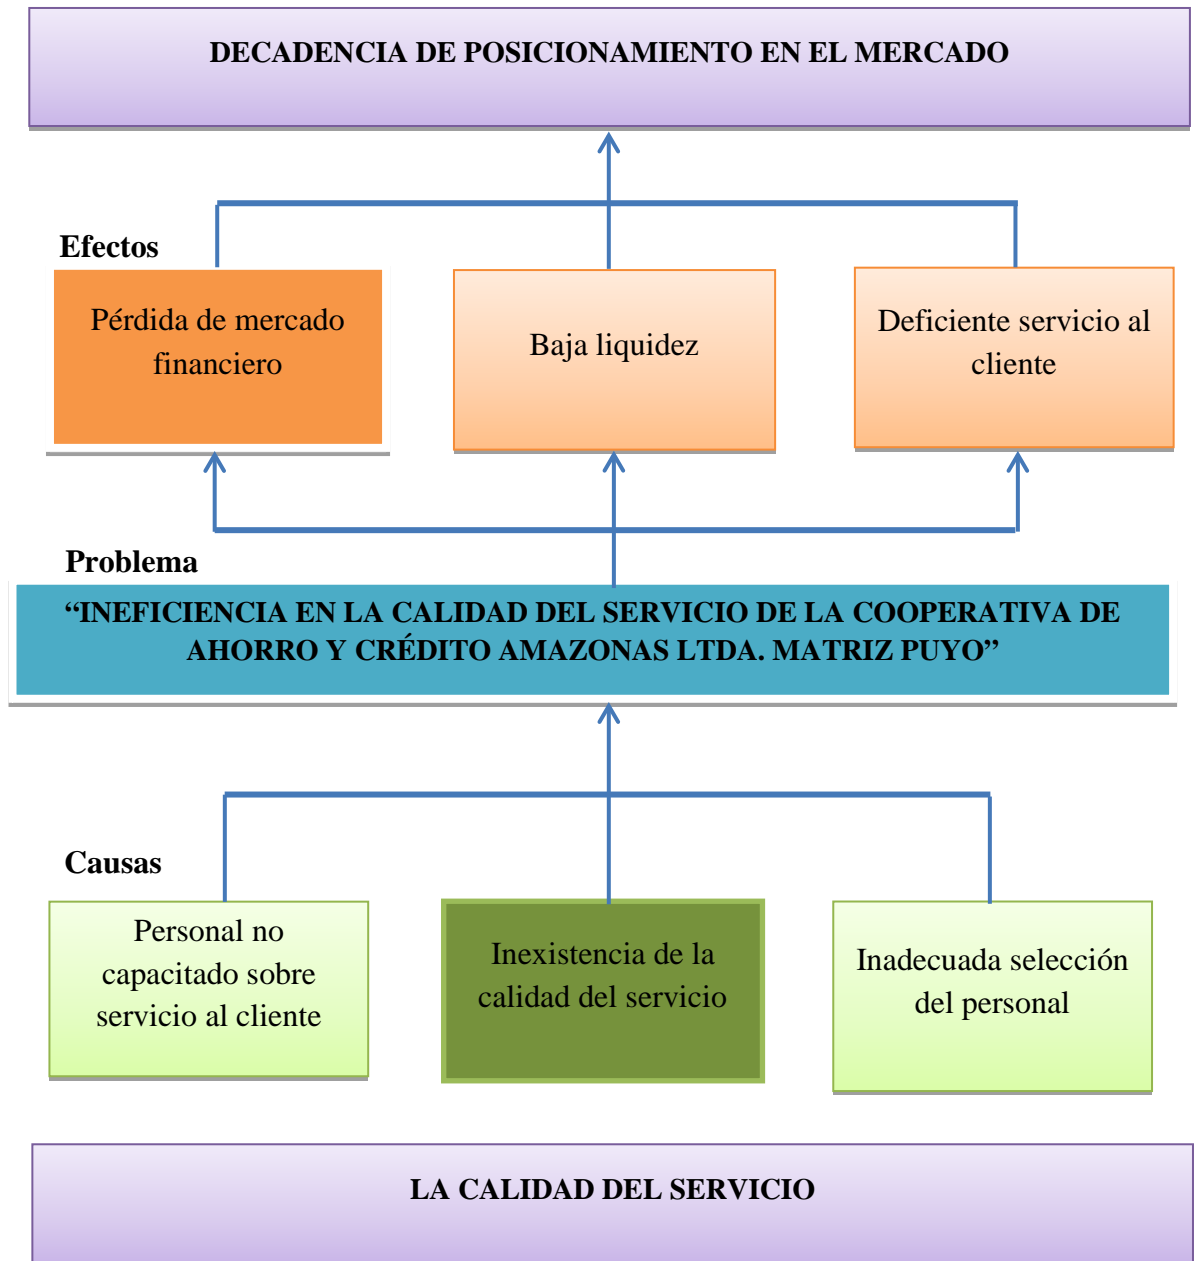 DECADENCIA DE POSICIONAMIENTO EN EL MERCADO
Efectos
Pérdida de mercado
financiero
Baja liquidez
Deficiente servicio al
cliente
Problema
“INEFICIENCIA EN LA CALIDAD DEL SERVICIO DE LA COOPERATIVA DE
AHORRO Y CRÉDITO AMAZONAS LTDA. MATRIZ PUYO”
Causas
Personal no
capacitado sobre
servicio al cliente
Inexistencia de la
calidad del servicio
Inadecuada selección
del personal
LA CALIDAD DEL SERVICIO